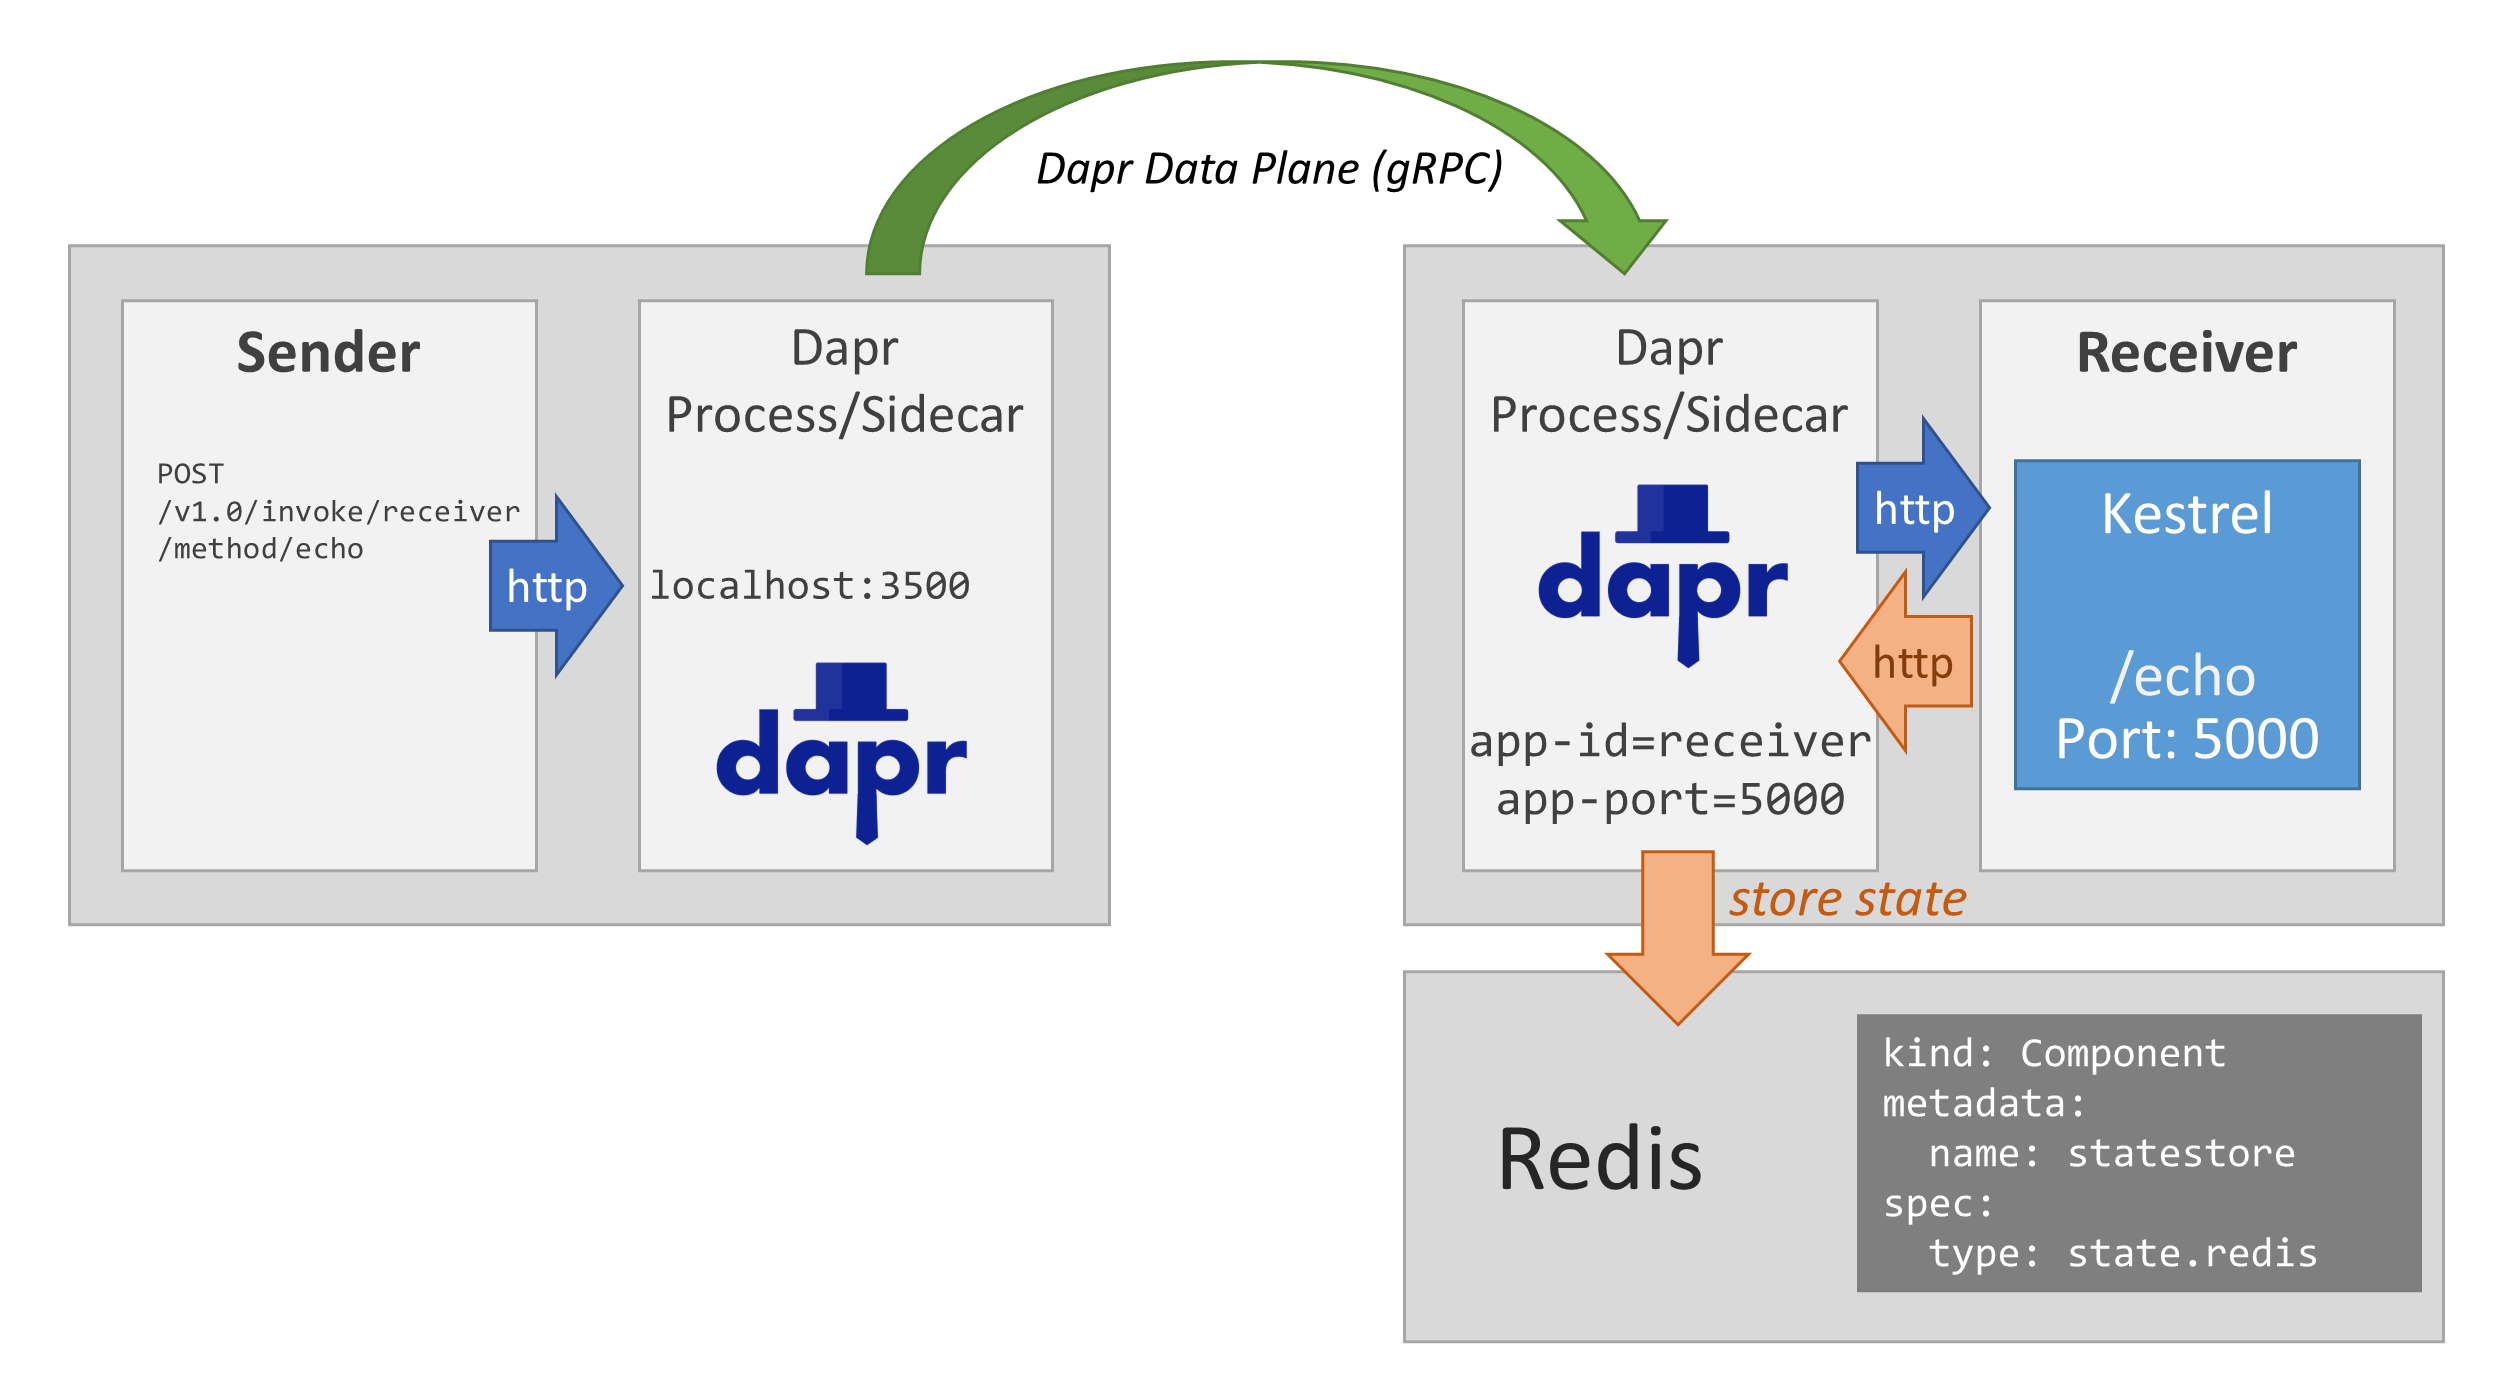 Dapr Data Plane (gRPC)
Sender
POST
/v1.0/invoke/receiver
/method/echo
http
Dapr
Process/Sidecar
localhost:3500
dapr
Dapr
Process/Sidecar
dapr
app-id=receiver
app-port=5000
http
http
Receiver
Kestrel
/echo
Port: 5000
store state
Redis
kind: Component
metadata:
  name: statestore
spec:
  type: state.redis